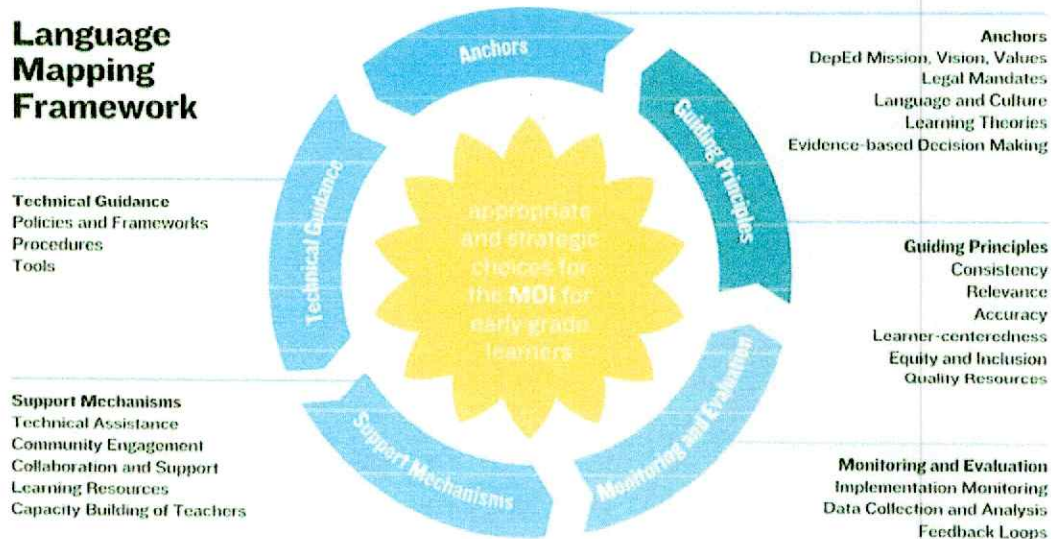 Language
Mapping
Framework
Anchors
Guiding Principles
Monitoring and Evaluation
Support Mechanisms
Technical Guidance
appropriate
and strategic
choices for
the MOI for
early grade
learners
Anchors
DepEd Mission, Vision, Values
Legal Mandates
Language and Culture
Learning Theories
Evidence-based Decision Making
Guiding Principles
Consistency
Relevance
Accuracy
Learner-centeredness
Equity and Inclusion
Quality Resources
Monitoring and Evaluation
Implementation Monitoring
Data Collection and Analysis
Feedback Loops
Technical Guidance
Policies and Frameworks
Procedures
Tools
Support Mechanisms
Technical Assistance
Community Engagement
Collaboration and Support
Learning Resources
Capacity Building of Teachers